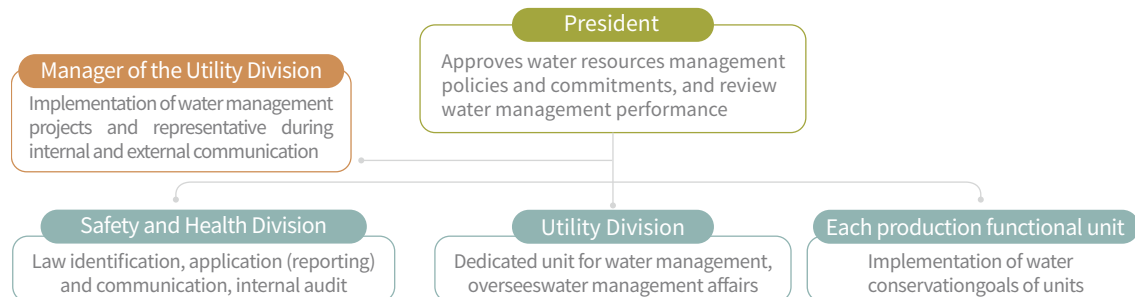 President
Approves water resources management
policies and commitments, and review
water management performance
Manager of the Utility Division
Implementation of water management
projects and representative during
internal and external communication
Safety and Health Division
Law identification, application (reporting)
and communication, internal audit
Utility Division
Dedicated unit for water management,
overseeswater management affairs
Each production functional unit
Implementation of water
conservationgoals of units